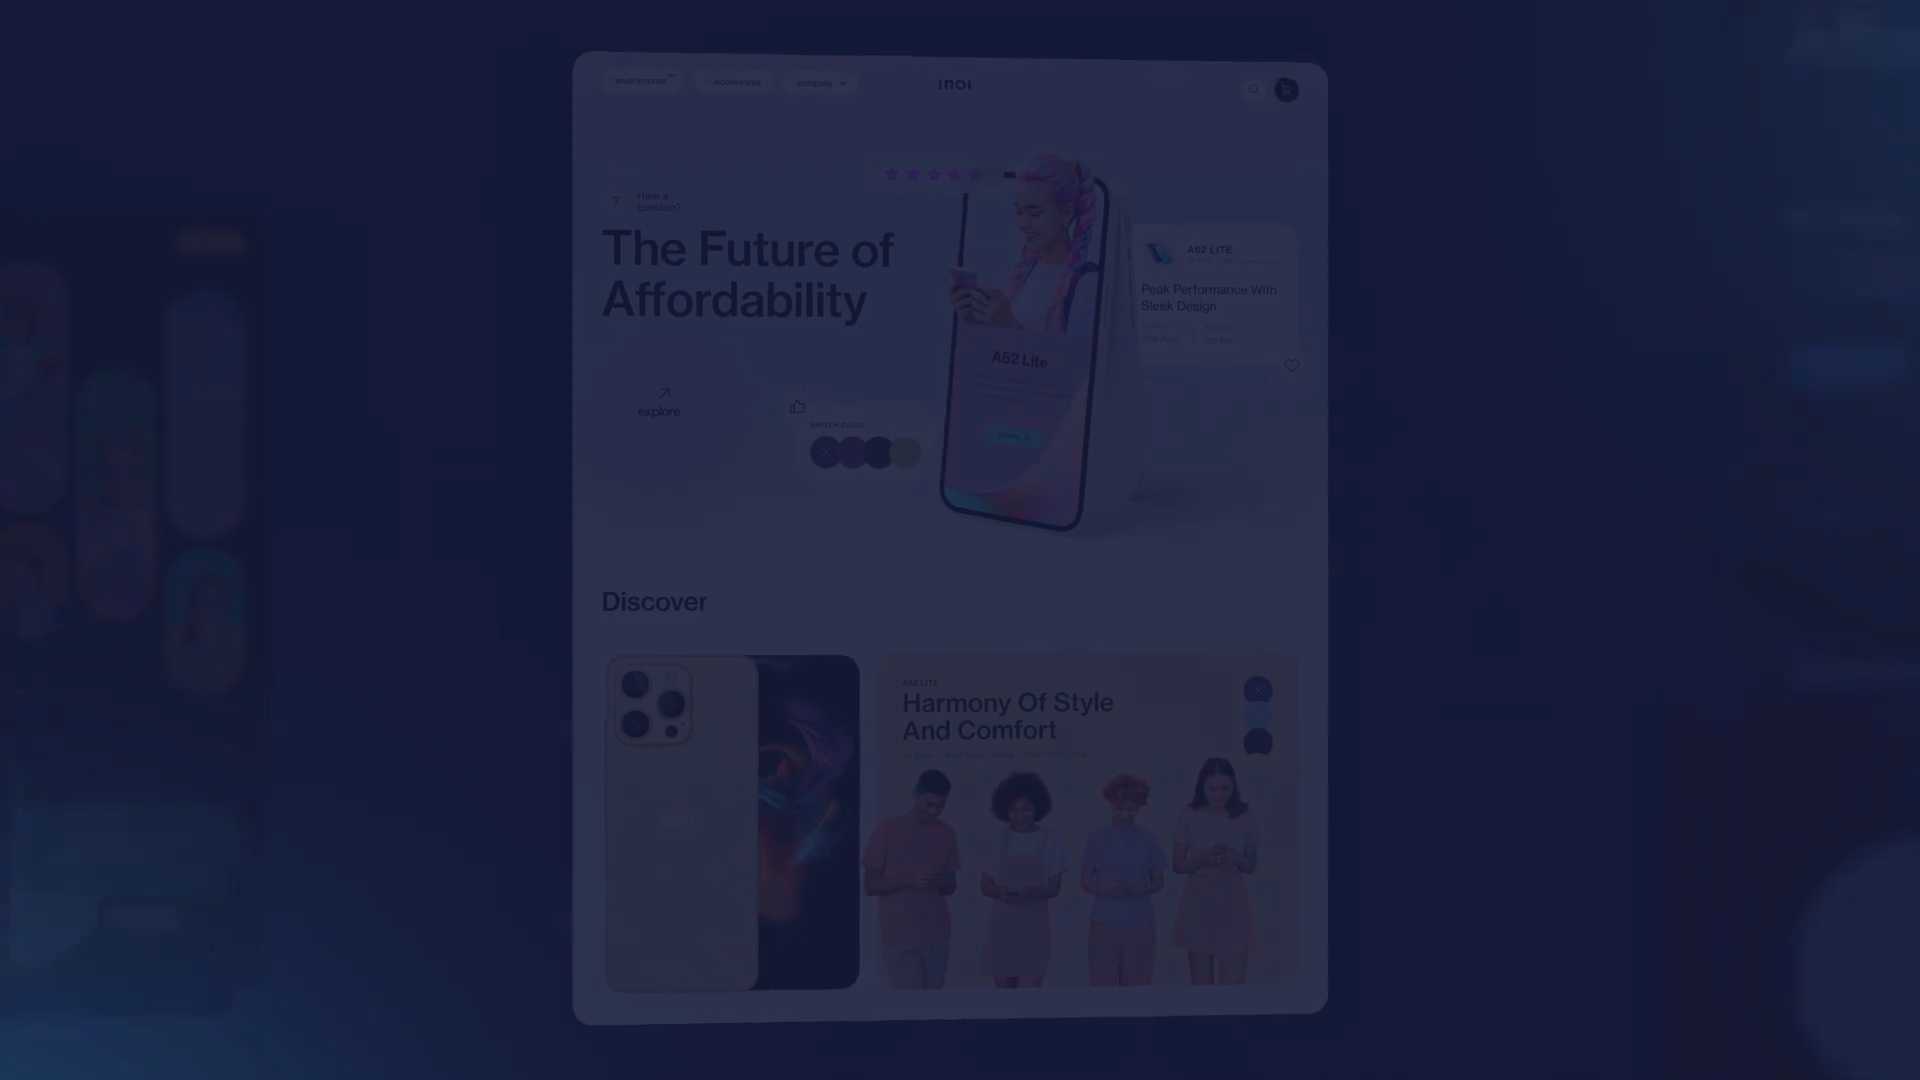 smartphones
accessories
company
inoi
Have a
question?
The Future of
Affordability
A52 LITE
Peak Performance With
Sleek Design
A52 Lite
explore
Discover
A52 LITE
Harmony Of Style
And Comfort